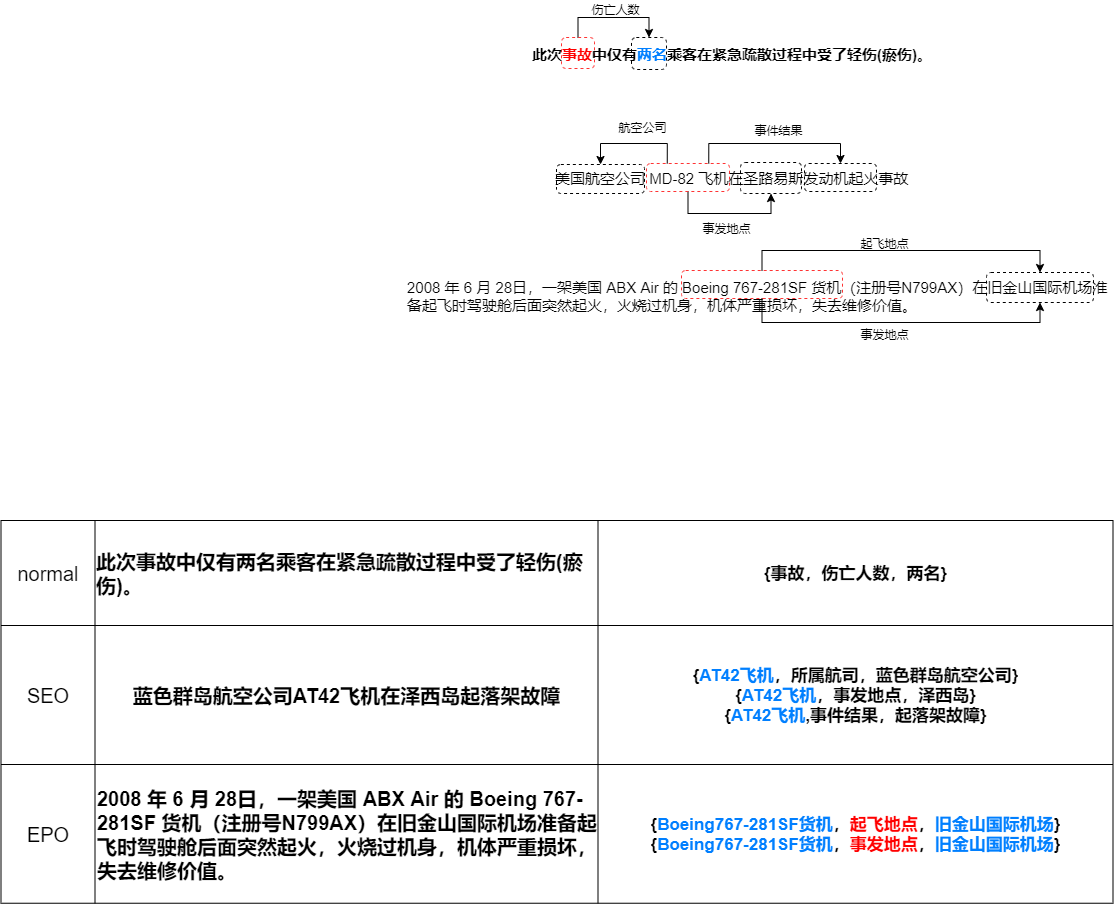 伤亡人数
此次事故中仅有两名乘客在紧急疏散过程中受了轻伤(瘀伤)。
航空公司
事件结果
美国航空公司 MD-82 飞机在圣路易斯发动机起火事故
事发地点
起飞地点
2008 年 6 月 28日，一架美国 ABX Air 的 Boeing 767-281SF 货机（注册号N799AX）在旧金山国际机场准
备起飞时驾驶舱后面突然起火，火烧过机身，机体严重损坏，失去维修价值。
事发地点
normal
此次事故中仅有两名乘客在紧急疏散过程中受了轻伤(瘀
伤)。
{事故，伤亡人数，两名}
SEO
蓝色群岛航空公司AT42飞机在泽西岛起落架故障
{AT42飞机，所属航司，蓝色群岛航空公司}
{AT42飞机，事发地点，泽西岛}
{AT42飞机,事件结果，起落架故障}
EPO
2008 年 6 月 28日，一架美国 ABX Air 的 Boeing 767-
281SF 货机（注册号N799AX）在旧金山国际机场准备起
飞时驾驶舱后面突然起火，火烧过机身，机体严重损坏，
失去维修价值。
{Boeing767-281SF货机，起飞地点，旧金山国际机场}
{Boeing767-281SF货机，事发地点，旧金山国际机场}